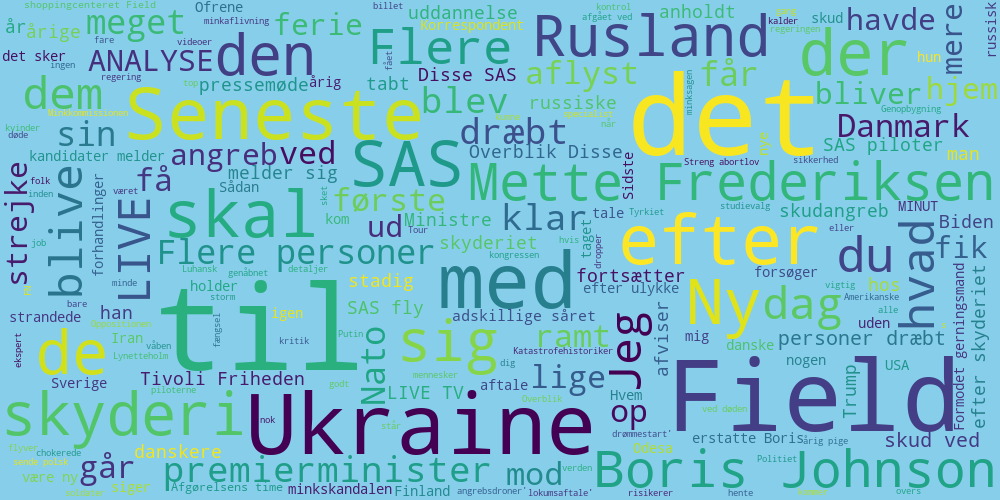 shoppingcenteret Field
Ofrene
billet
kontrol
afgået ved
år
årige
meget
minkaflivning
ferie
uddannelse
Korrespondent
anholdt
skud
kalder
regeringen
havde
mere
russisk
det sker
fare
videoer
ANALYSE
den
Flere
fået
Rusland
der
hun
ingen
regering
pressemøde
årig
tabt
Disse SAS
aflyst
får
minksagen
bliver
hjem
dem
Seneste
blev
russiske
det
Genopbygning
kvinder
døde
sin
dræbt
Danmark
ryc
SAS piloter
man
kandidater melder
angreb
ved
SAS
Overblik Disse
når
Streng abortlov
sikkerhed
strejke
folk
inden
blive
været
Sådan
få
melder sig
sket
første
Mette Frederiksen
sidste
studievalg
MINUT
job
forhandlinger
LIVE
skal
kom
ud
Ministre
Tour
klar
tale
Tyrkiet
skudangreb
eller
Biden
Luhansk
Flere personer
genåbnet
detaljer
skyderiet
hvis
kongressen
taget
dropper
efter
du
hvad
fik
bare
minde
holder
storm
stadig
med
fortsætter
efter ulykke
forsøger
vigtig
Amerikanske
hos
alle
strandede
han
til
igen
SAS fly
adskillige såret
Ny
dag
uden
ekspert
de
Iran
våben
Lynetteholm
fængsel
kritik
Putin
Nato
sig
Katastrofehistoriker
ramt
Jeg
afviser
mig
danske
personer dræbt
nogen
efter skyderiet
Formodet gerningsmand
Sverige
Tivoli Friheden
piloterne
mennesker
godt
LIVE TV
Overblik
aftale
dig
lige
Hvem
op
Field
Trump
USA
skyderi
nok
Ukraine
står
drømmestart'
ved døden
erstatte Boris
årig pige
skud ved
flyved
chokerede
danskere
være ny
går
siger
premierminister
mod
verden
Odese
Boris Johnson
Politiet
Afgørelsens time
minkskandalen
Finland
angrebsdroner'
'lokumsaftale'
risikerer
hente
overs
top